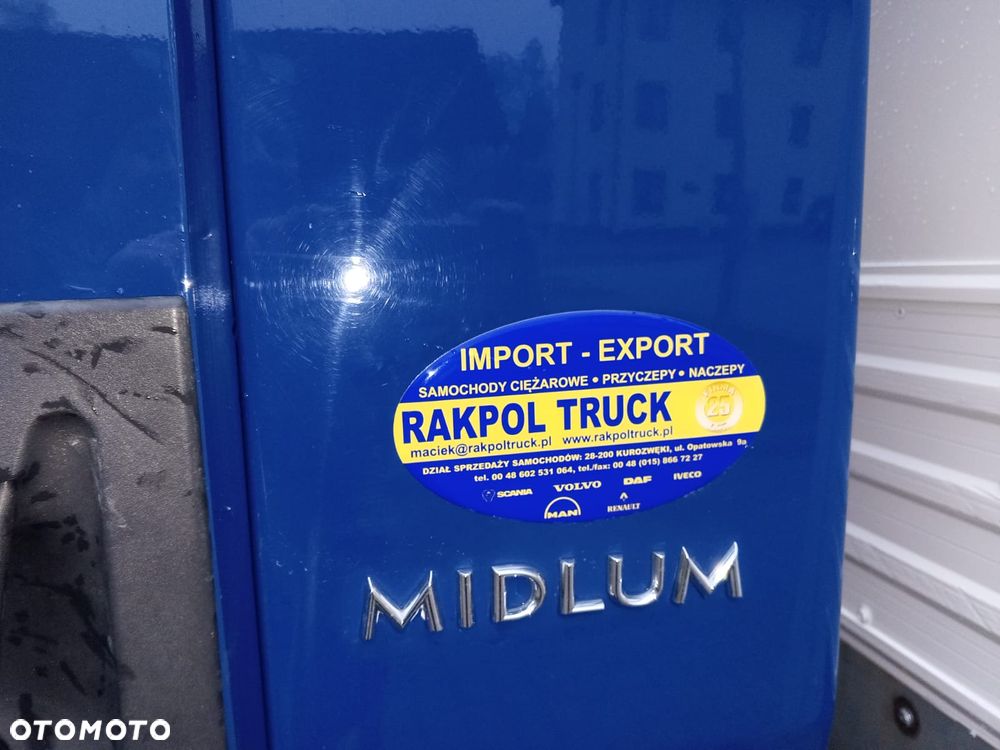 IMPORT - EXPORT
SAMOCHODY CIĘŻAROWE • PRZYCZEPY • NACZEPY
RAKPOL TRUCK
25
maciek@rakpoltruck.pl www.rakpoltruck.pl
DZIAŁ SPRZEDAŻY SAMOCHODÓW: 28-200 KUROZWĘKI, ul. Opatowska 9a
tel. 00 48 602 531 064, tel./fax: 00 48 (015) 866 72 27
SCANIA VOLVO DAF IVECO
MAN RENAULT
MIDLUM
OTOMOTO